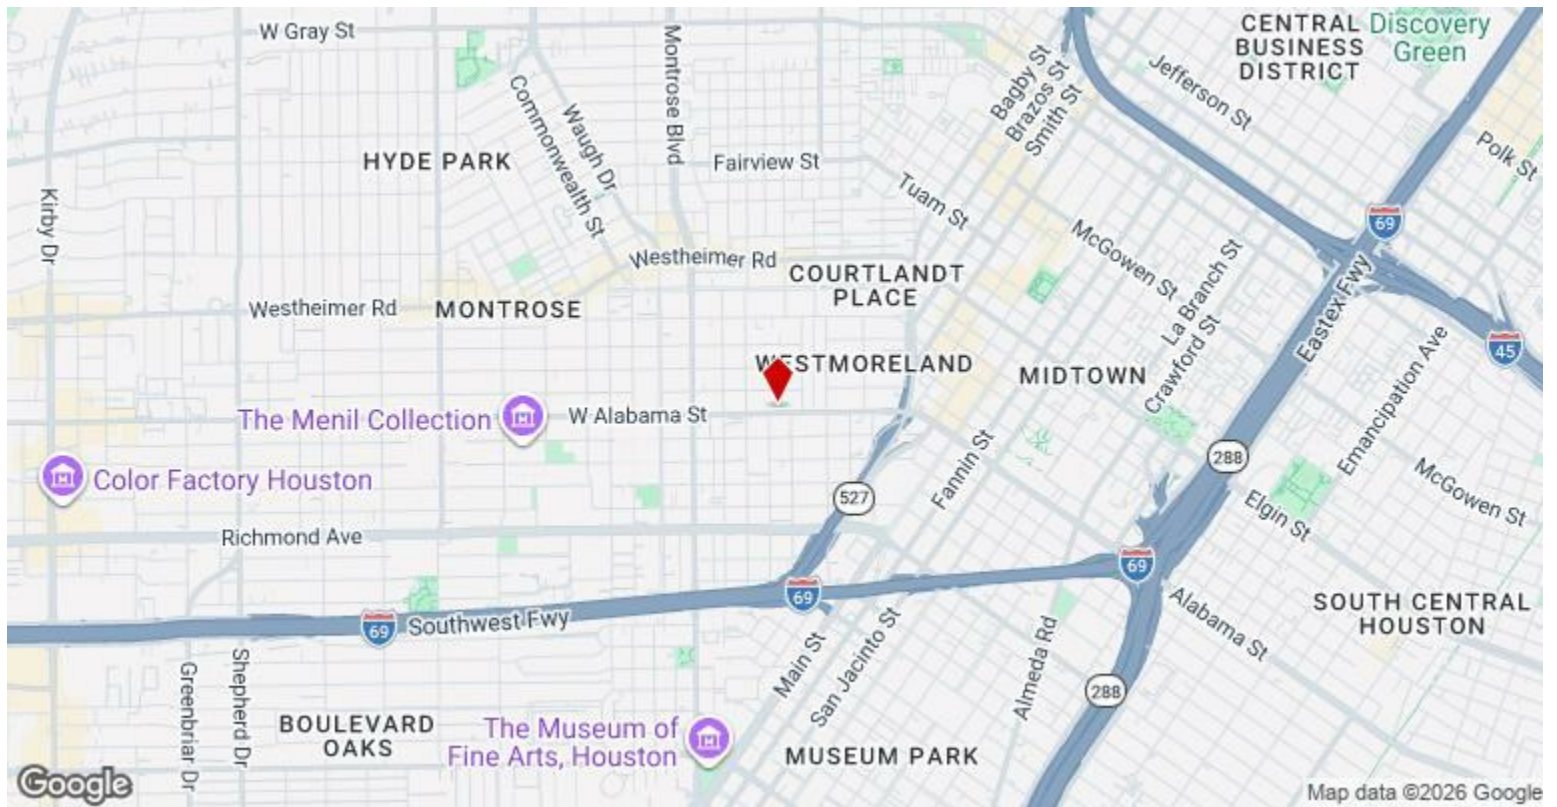 W Gray St
Montrose Blvd
Bagby St
Brazos St
Smith St
CENTRAL
BUSINESS
DISTRICT
Discovery
Green
Jefferson St
Polk St
Commonwealth St
Waugh Dr
HYDE PARK
Fairview St
Tuam St
Kirby Dr
69
McGowen St
La Branch St
Westheimer Rd
COURTLANDT
PLACE
Eastex Fwy
Westheimer Rd
MONTROSE
Crawford St
Emancipation Ave
45
WESTMORELAND
MIDTOWN
The Menil Collection
W Alabama St
Color Factory Houston
Fannin St
288
McGowen St
527
Elgin St
Richmond Ave
69
69
69
Southwest Fwy
Alabama St
SOUTH CENTRAL
HOUSTON
Main St
San Jacinto St
Almeda Rd
288
Greenbriar Dr
Shepherd Dr
BOULEVARD
OAKS
The Museum of
Fine Arts, Houston
MUSEUM PARK
Google
Map data ©2026 Google